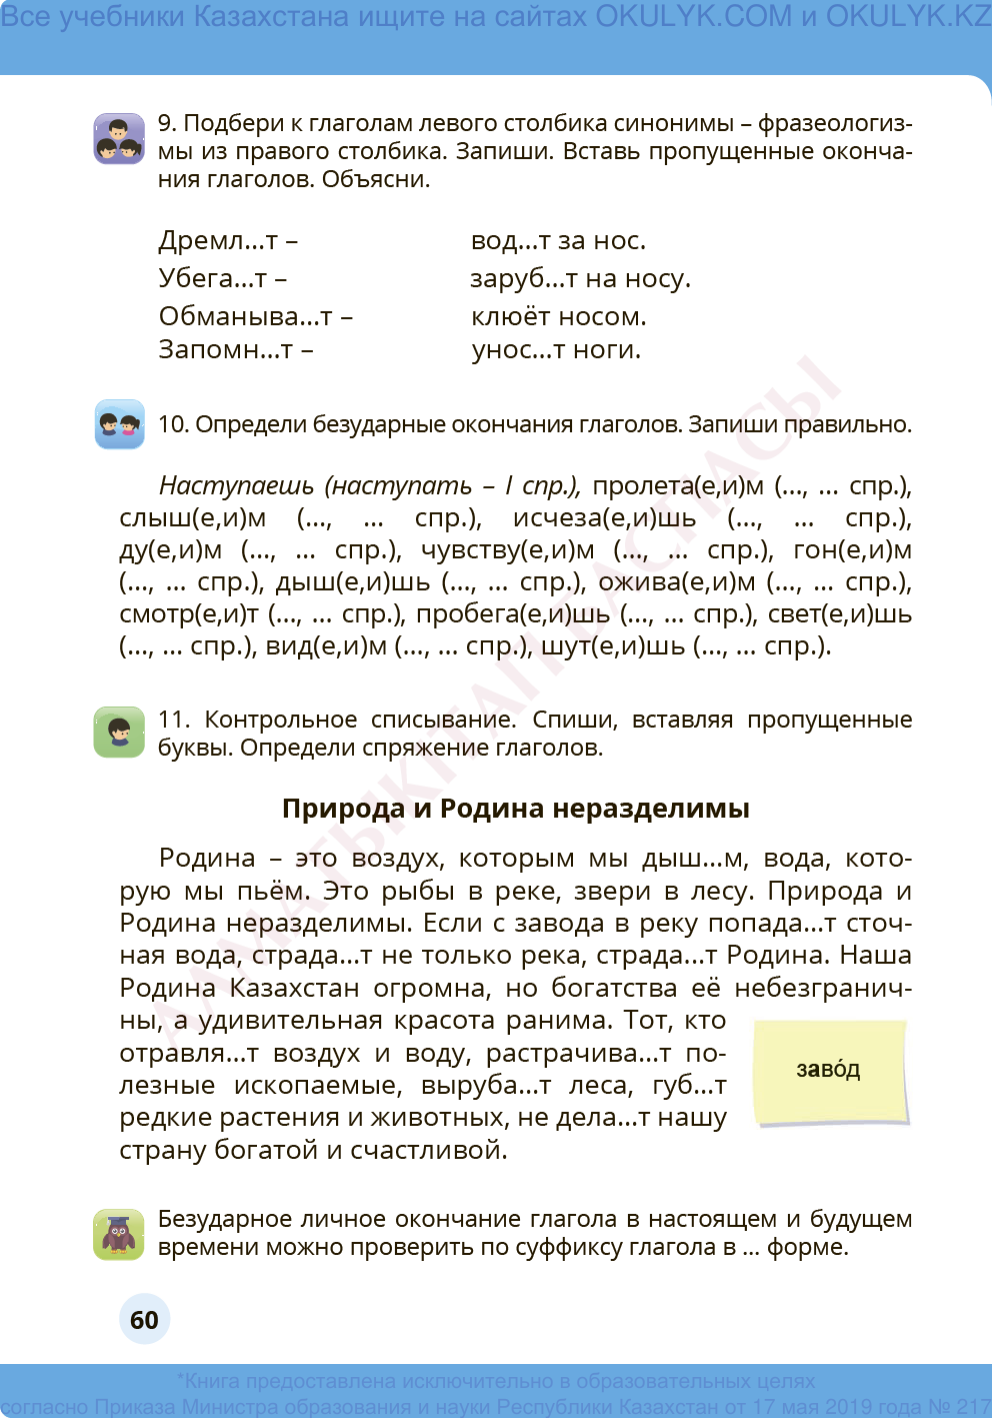 Все учебники Казахстана ищите на сайтах OKULYK.COM и OKULYK.KZ
9. Подбери к глаголам левого столбика синонимы – фразеологиз-
мы из правого столбика. Запиши. Вставь пропущенные оконча-
ния глаголов. Объясни.
Дремл...т – вод...т за нос.
Убега...т – заруб...т на носу.
Обманыва...т – клюёт носом.
Запомн...т – унос...т ноги.
10. Определи безударные окончания глаголов. Запиши правильно.
Наступаешь (наступать – I спр.), пролета(е,и)м (..., ... спр.),
слыш(е,и)м (..., ... спр.), исчеза(е,и)шь (..., ... спр.),
ду(е,и)м (..., ... спр.), чувству(е,и)м (..., ... спр.), гон(е,и)м
(..., ... спр.), дыш(е,и)шь (..., ... спр.), ожива(е,и)м (..., ... спр.),
смотр(е,и)т (..., ... спр.), пробега(е,и)шь (..., ... спр.), свет(е,и)шь
(..., ... спр.), вид(е,и)м (..., ... спр.), шут(е,и)шь (..., ... спр.).
11. Контрольное списывание. Спиши, вставляя пропущенные
буквы. Определи спряжение глаголов.
Природа и Родина неразделимы
Родина – это воздух, которым мы дыш...м, вода, кото-
рую мы пьём. Это рыбы в реке, звери в лесу. Природа и
Родина неразделимы. Если с завода в реку попада...т сточ-
ная вода, страда...т не только река, страда...т Родина. Наша
Родина Казахстан огромна, но богатства её небезгранич-
ны, а удивительная красота ранима. Тот, кто
отравля...т воздух и воду, растрачива...т по-
лезные ископаемые, выруба...т леса, губ...т
редкие растения и животных, не дела...т нашу
страну богатой и счастливой.
заво́д
Безударное личное окончание глагола в настоящем и будущем
времени можно проверить по суффиксу глагола в ... форме.
60
АЛМАТЫКІТАП БАСПАСЫ
*Книга предоставлена исключительно в образовательных целях
согласно Приказа Министра образования и науки Республики Казахстан от 17 мая 2019 года № 217